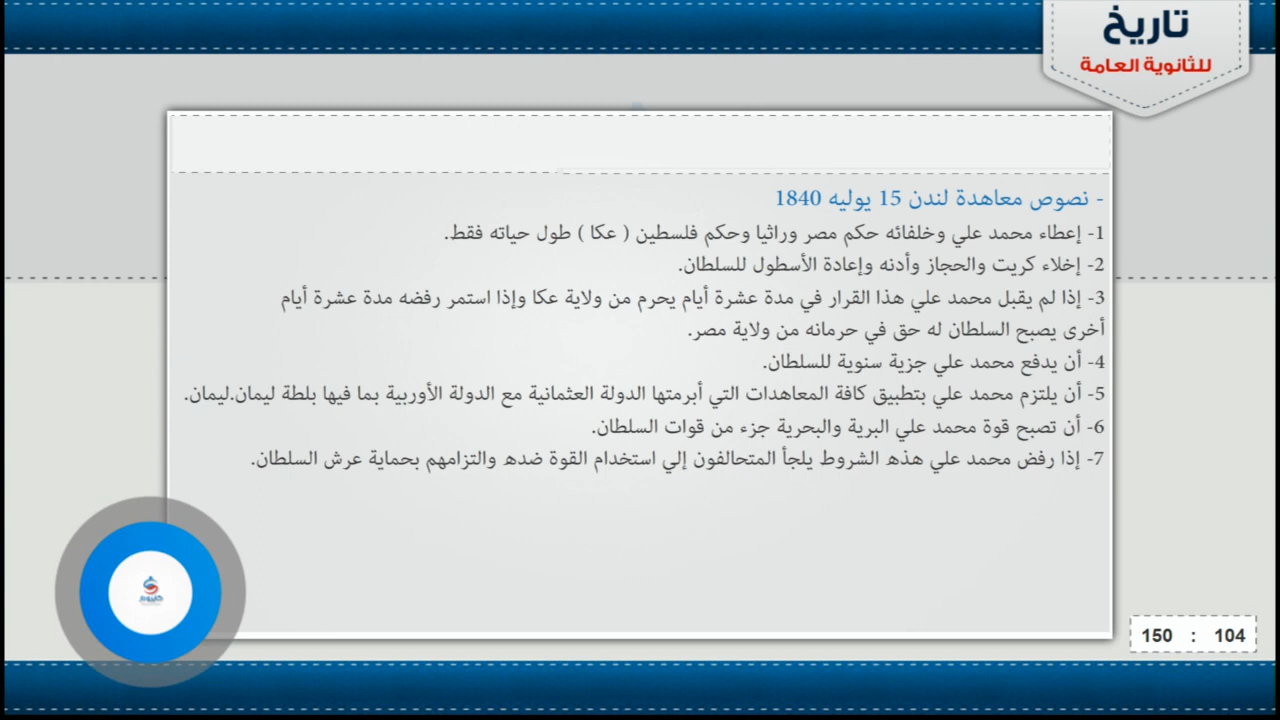 تاريخ
للثانوية العامة
- نصوص معاهدة لندن 15 يوليه 1840
1- إعطاء محمد علي وخلفائه حكم مصر وراثيا وحكم فلسطين ( عكا ) طول حياته فقط.
2- إخلاء كريت والحجاز وأدنه وإعادة الأسطول للسلطان.
3- إذا لم يقبل محمد علي هذا القرار في مدة عشرة أيام يحرم من ولاية عكا وإذا استمر رفضه مدة عشرة أيام
أخرى يصبح السلطان له حق في حرمانه من ولاية مصر.
4- أن يدفع محمد علي جزية سنوية للسلطان.
5- أن يلتزم محمد علي بتطبيق كافة المعاهدات التي أبرمتها الدولة العثمانية مع الدولة الأوربية بما فيها بلطة ليمان.ليمان.
6- أن تصبح قوة محمد علي البرية والبحرية جزء من قوات السلطان.
7- إذا رفض محمد علي هذه الشروط يلجأ المتحالفون إلي استخدام القوة ضده والتزامهم بحماية عرش السلطان.
150 : 104